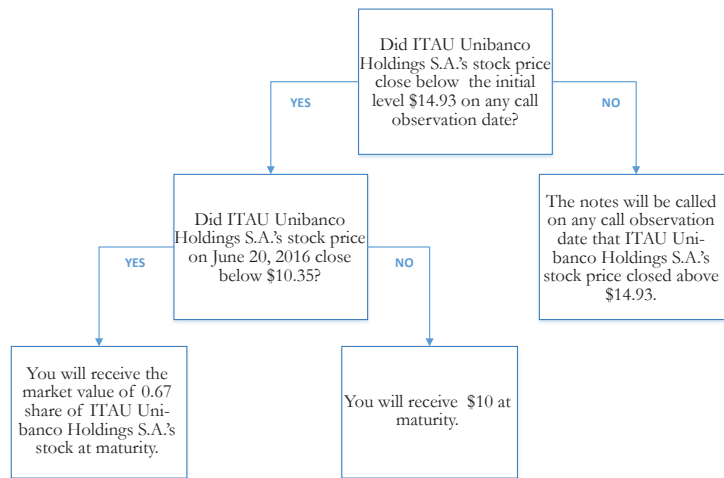 Did ITAU Unibanco
Holdings S.A.'s stock price
close below the initial
level $14.93 on any call
observation date?
YES
NO
Did ITAU Unibanco
Holdings S.A.'s stock price
on June 20, 2016 close
below $10.35?
The notes will be called
on any call observation
date that ITAU Uni-
banco Holdings S.A.'s
stock price closed above
$14.93.
YES
NO
You will receive the
market value of 0.67
share of ITAU Uni-
banco Holdings S.A.'s
stock at maturity.
You will receive $10 at
maturity.